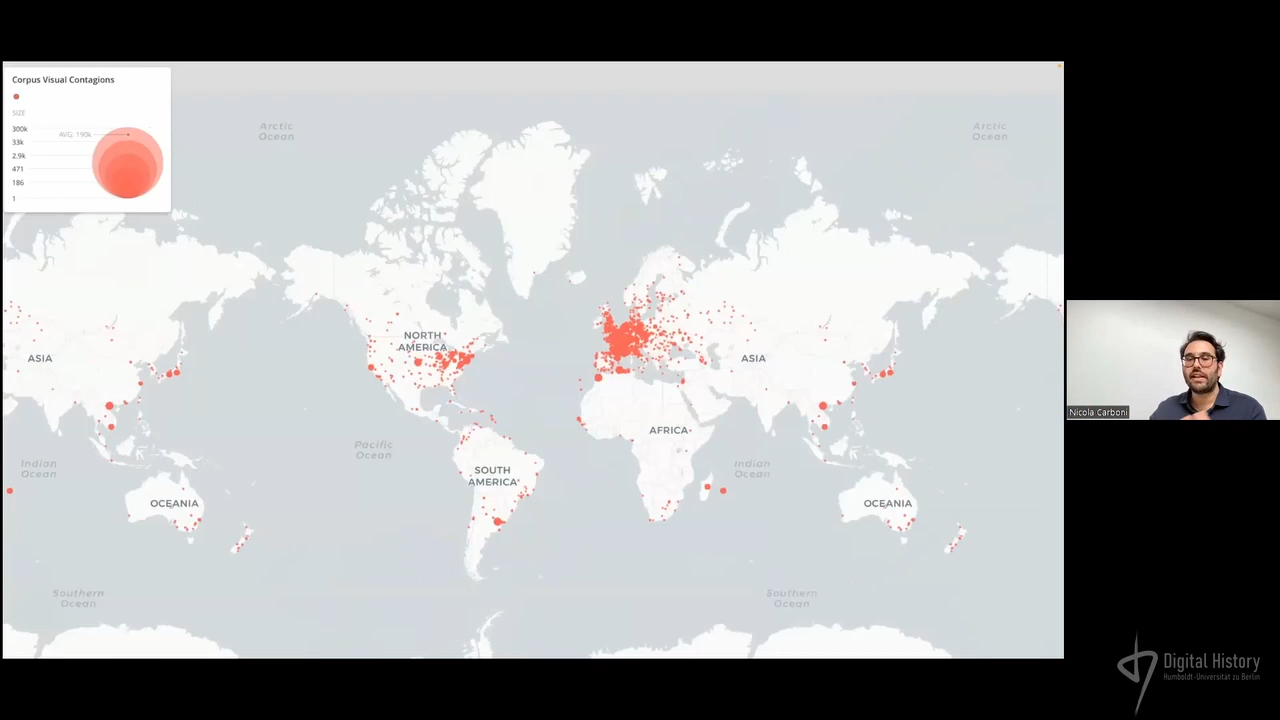 Corpus Visual Contagions
SIZE
300k
AVG: 190k
33k
2.9k
471
186
1
Arctic
Ocean
Arctic
Ocean
NORTH
AMERICA
ASIA
ASIA
AFRICA
Pacific
Ocean
Indian
Ocean
Indian
Ocean
SOUTH
AMERICA
OCEANIA
OCEANIA
Southern
Ocean
Southern
Ocean
Nicola Carboni
Digital History
Humboldt-Universität zu Berlin